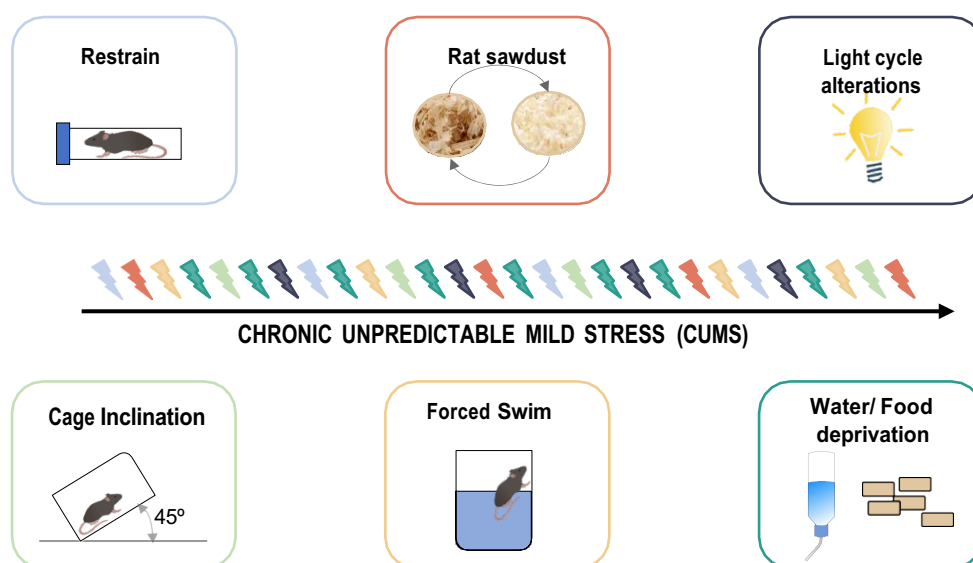 Restrain
Rat sawdust
Light cycle
alterations
CHRONIC UNPREDICTABLE MILD STRESS (CUMS)
Cage Inclination
45º
Forced Swim
Water/ Food
deprivation